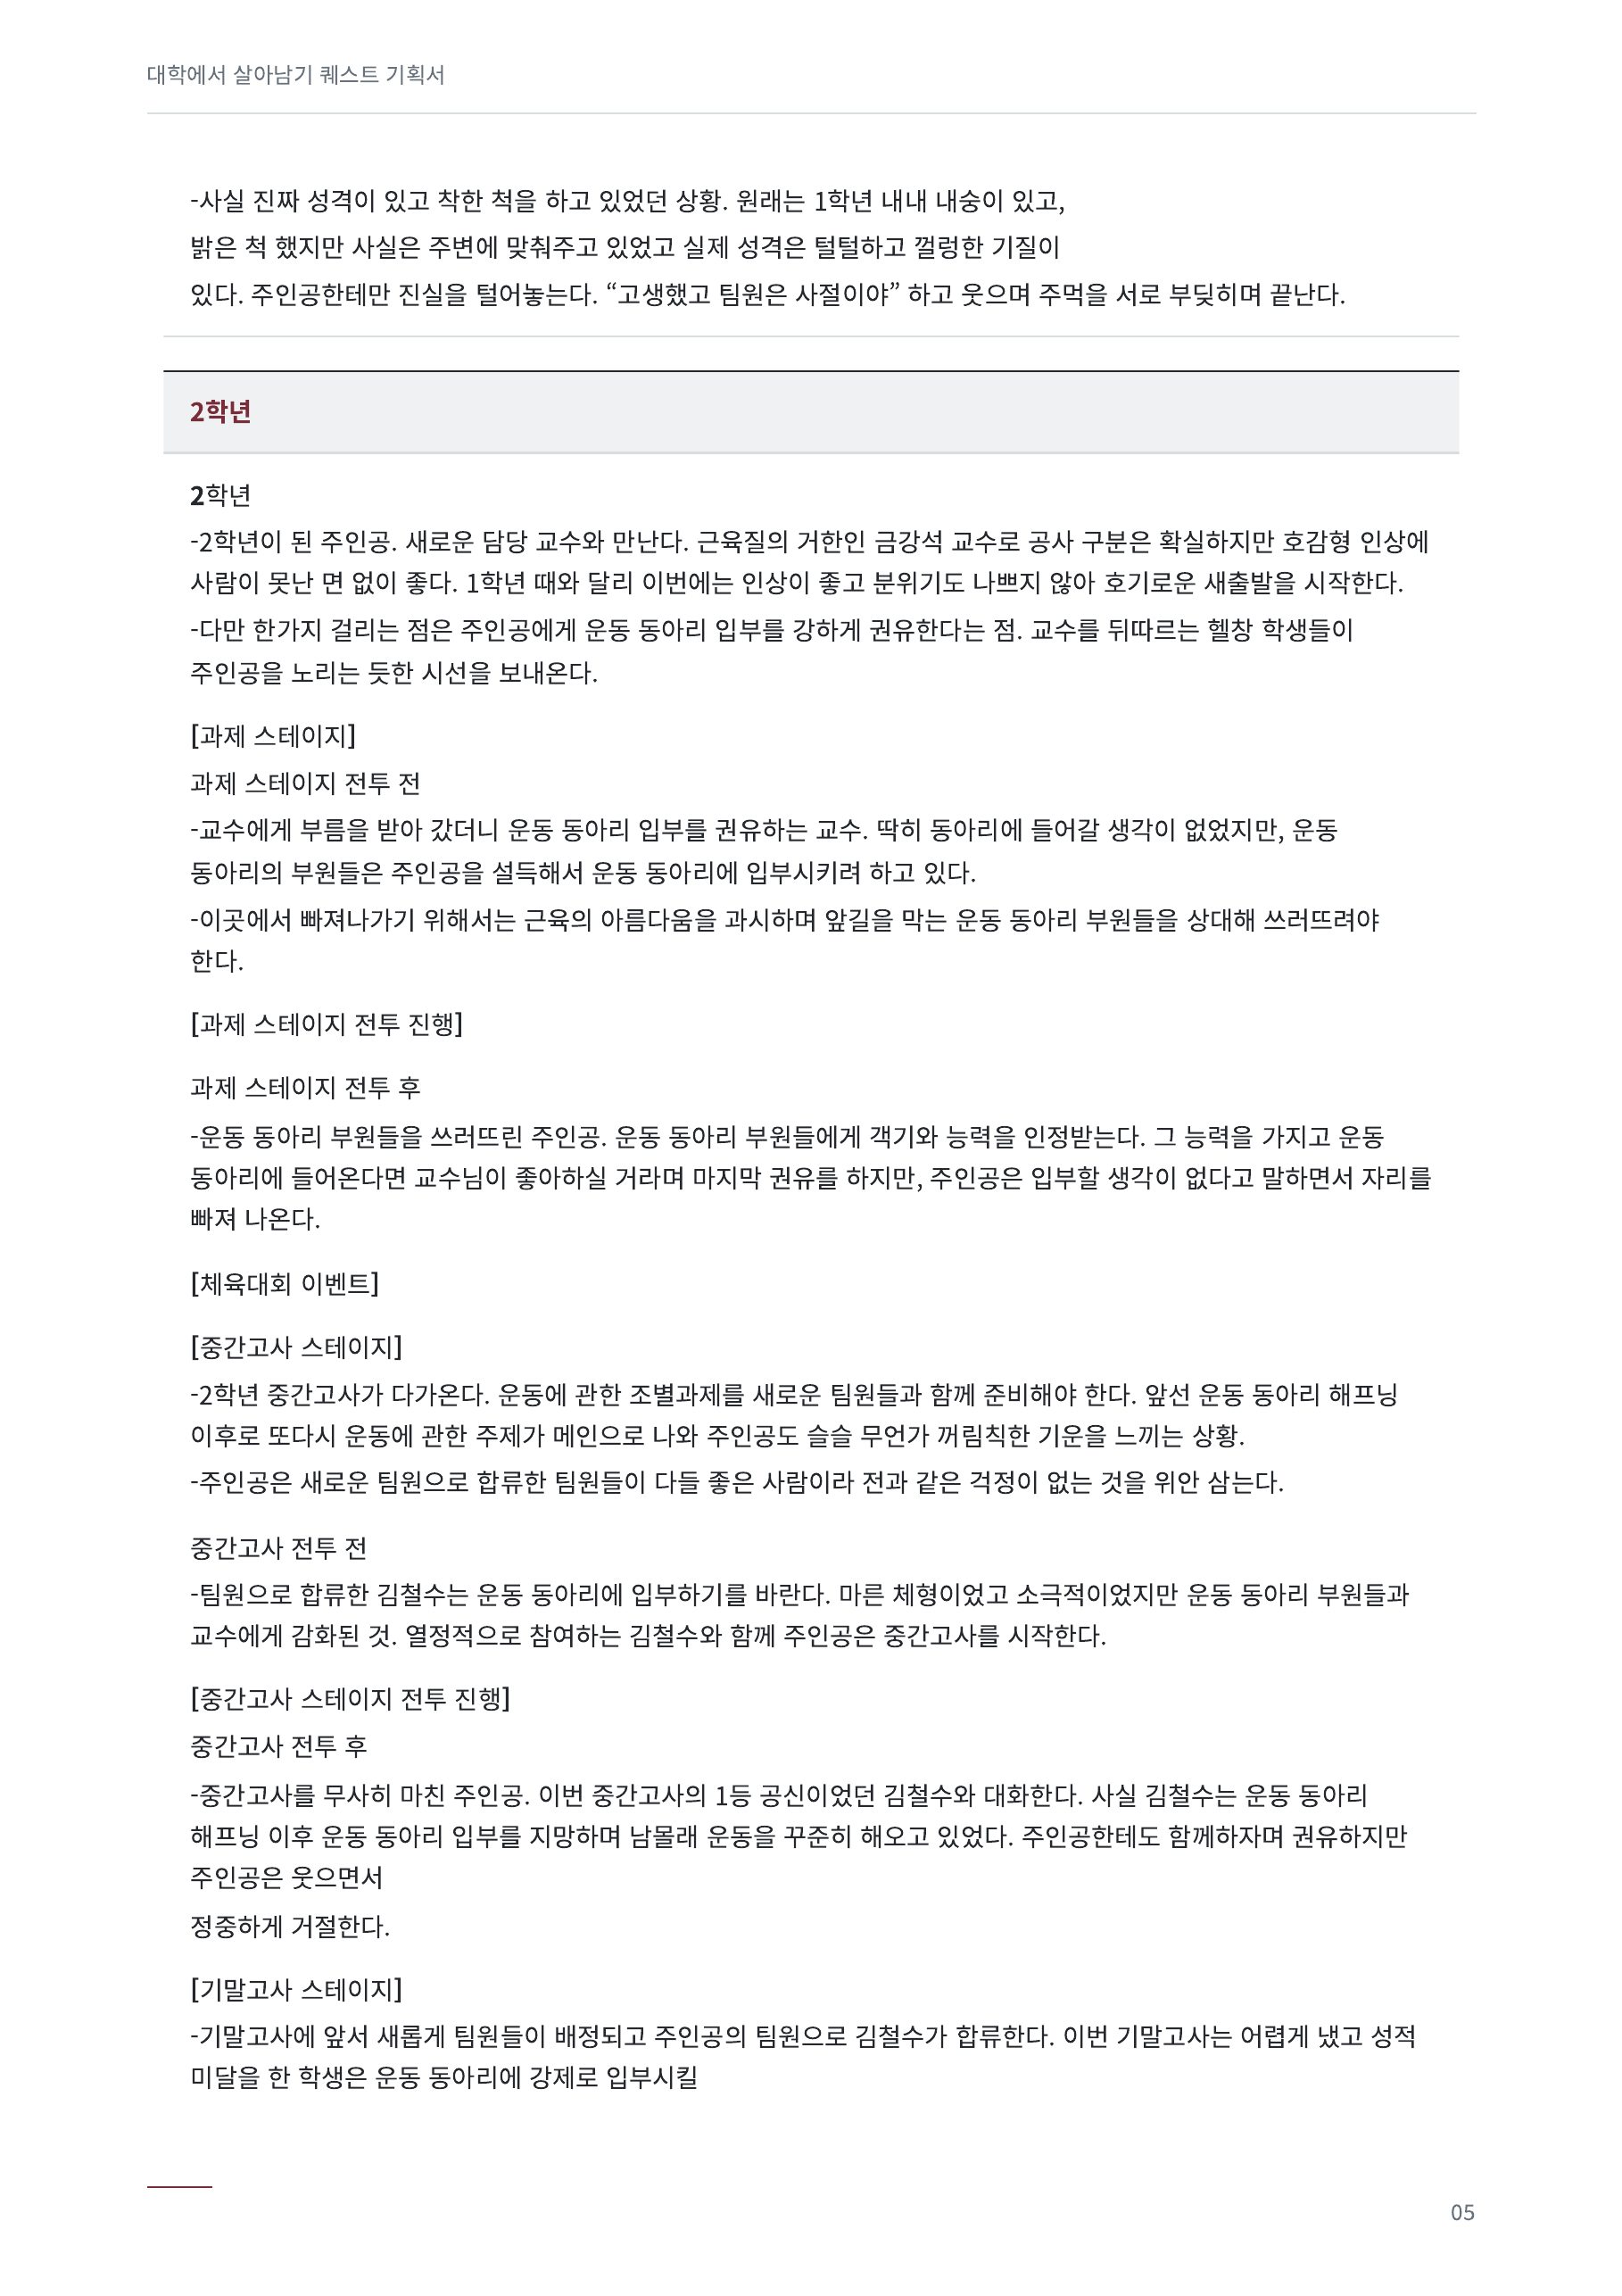 대학에서 살아남기 퀘스트 기획서
-사실 진짜 성격이 있고 착한 척을 하고 있었던 상황. 원래는 1학년 내내 내숭이 있고,
밝은 척 했지만 사실은 주변에 맞춰주고 있었고 실제 성격은 털털하고 껄렁한 기질이
있다. 주인공한테만 진실을 털어놓는다. “고생했고 팀원은 사절이야” 하고 웃으며 주먹을 서로 부딪히며 끝난다.
2학년
2학년
-2학년이 된 주인공. 새로운 담당 교수와 만난다. 근육질의 거한인 금강석 교수로 공사 구분은 확실하지만 호감형 인상에
사람이 못난 면 없이 좋다. 1학년 때와 달리 이번에는 인상이 좋고 분위기도 나쁘지 않아 호기로운 새출발을 시작한다.
-다만 한가지 걸리는 점은 주인공에게 운동 동아리 입부를 강하게 권유한다는 점. 교수를 뒤따르는 헬창 학생들이
주인공을 노리는 듯한 시선을 보내온다.
[과제 스테이지]
과제 스테이지 전투 전
-교수에게 부름을 받아 갔더니 운동 동아리 입부를 권유하는 교수. 딱히 동아리에 들어갈 생각이 없었지만, 운동
동아리의 부원들은 주인공을 설득해서 운동 동아리에 입부시키려 하고 있다.
-이곳에서 빠져나가기 위해서는 근육의 아름다움을 과시하며 앞길을 막는 운동 동아리 부원들을 상대해 쓰러뜨려야
한다.
[과제 스테이지 전투 진행]
과제 스테이지 전투 후
-운동 동아리 부원들을 쓰러뜨린 주인공. 운동 동아리 부원들에게 객기와 능력을 인정받는다. 그 능력을 가지고 운동
동아리에 들어온다면 교수님이 좋아하실 거라며 마지막 권유를 하지만, 주인공은 입부할 생각이 없다고 말하면서 자리를
빠져 나온다.
[체육대회 이벤트]
[중간고사 스테이지]
-2학년 중간고사가 다가온다. 운동에 관한 조별과제를 새로운 팀원들과 함께 준비해야 한다. 앞선 운동 동아리 해프닝
이후로 또다시 운동에 관한 주제가 메인으로 나와 주인공도 슬슬 무언가 꺼림칙한 기운을 느끼는 상황.
-주인공은 새로운 팀원으로 합류한 팀원들이 다들 좋은 사람이라 전과 같은 걱정이 없는 것을 위안 삼는다.
중간고사 전투 전
-팀원으로 합류한 김철수는 운동 동아리에 입부하기를 바란다. 마른 체형이었고 소극적이었지만 운동 동아리 부원들과
교수에게 감화된 것. 열정적으로 참여하는 김철수와 함께 주인공은 중간고사를 시작한다.
[중간고사 스테이지 전투 진행]
중간고사 전투 후
-중간고사를 무사히 마친 주인공. 이번 중간고사의 1등 공신이었던 김철수와 대화한다. 사실 김철수는 운동 동아리
해프닝 이후 운동 동아리 입부를 지망하며 남몰래 운동을 꾸준히 해오고 있었다. 주인공한테도 함께하자며 권유하지만
주인공은 웃으면서
정중하게 거절한다.
[기말고사 스테이지]
-기말고사에 앞서 새롭게 팀원들이 배정되고 주인공의 팀원으로 김철수가 합류한다. 이번 기말고사는 어렵게 냈고 성적
미달을 한 학생은 운동 동아리에 강제로 입부시킬
05